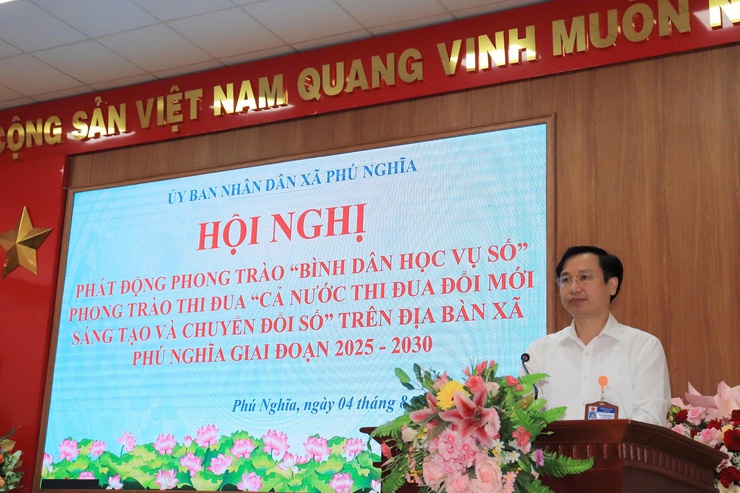 CỘNG SẢN VIỆT NAM QUANG VINH MUÔN N
ỦY BAN NHÂN DÂN XÃ PHÚ NGHĨA
HỘI NGHỊ
PHÁT ĐỘNG PHONG TRÀO “BÌNH DÂN HỌC VỤ SỐ”
PHONG TRÀO THI ĐUA “CẢ NƯỚC THI ĐUA ĐỔI MỚI
SÁNG TẠO VÀ CHUYỂN ĐỔI SỐ” TRÊN ĐỊA BÀN XÃ
PHÚ NGHĨA GIAI ĐOẠN 2025 - 2030
Phú Nghĩa, ngày 04 tháng 8